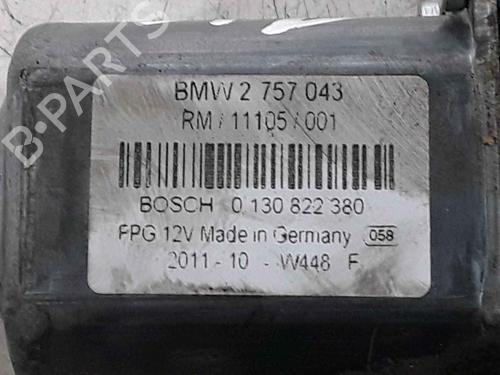 BMW 2 757 043
RM / 11105 / 001
BOSCH 0 130 822 380
FPG 12V Made in Germany 058
2011 - 10 - W448 F
B-PARTS